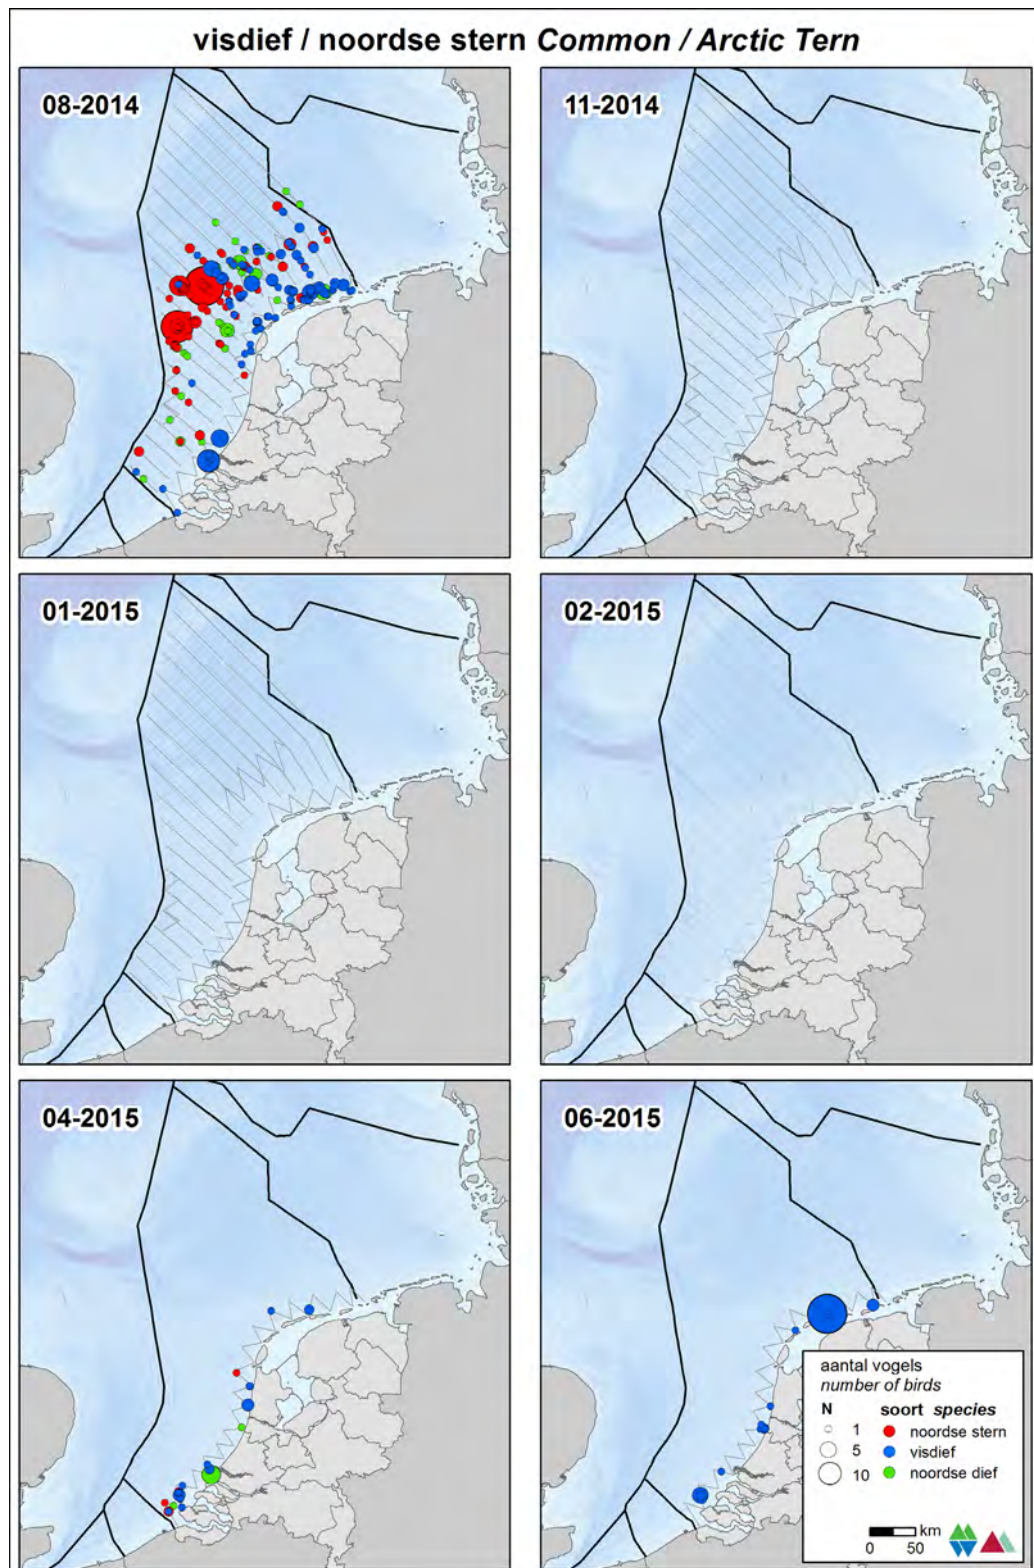 visdief / noordse stern Common / Arctic Tern
08-2014
11-2014
01-2015
02-2015
04-2015
06-2015
aantal vogels
number of birds
N soort species
1 noordse stern
5 visdief
10 noordse dief
km
0 50